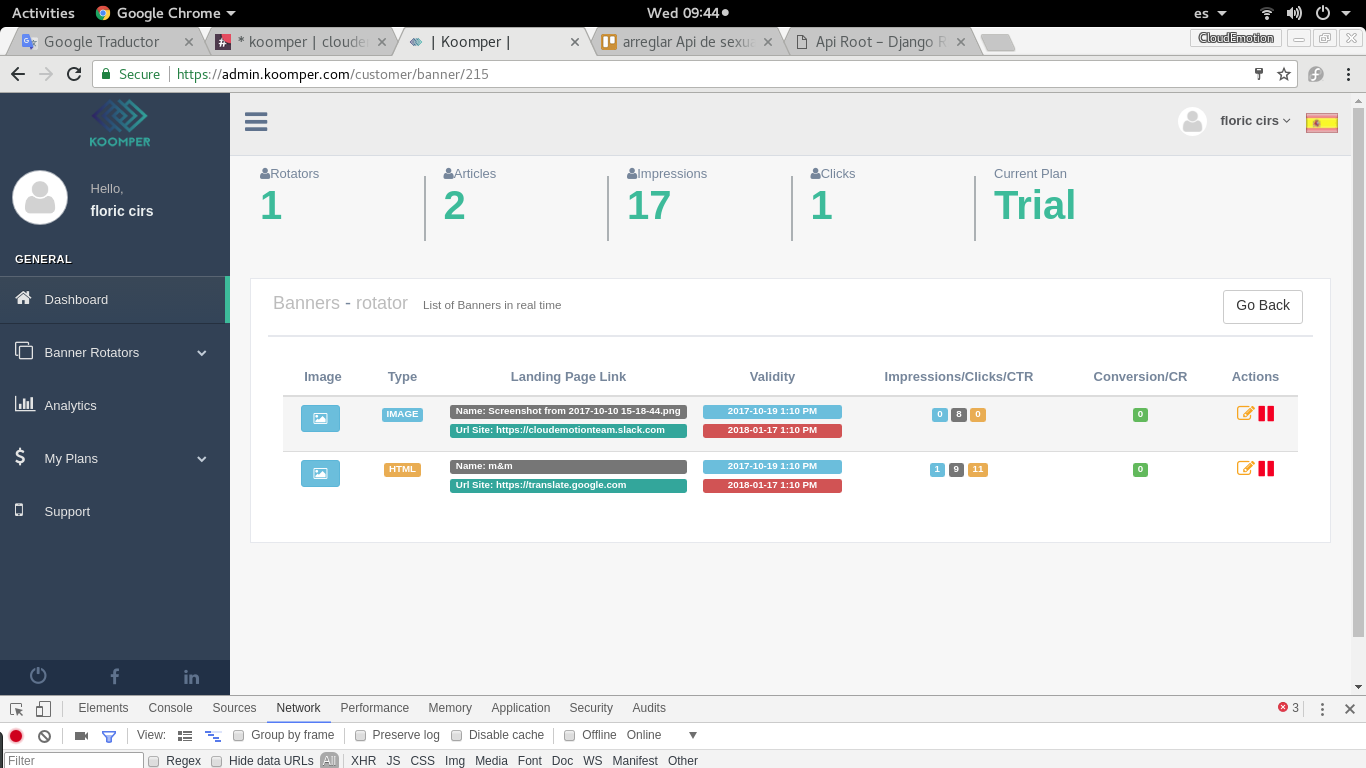 Activities Google Chrome Wed 09:44 es
Google Traductor * koomper | cloude | Koomper | arreglar Api de sexua Api Root – Django R CloudEmotion
Secure https://admin.koomper.com/customer/banner/215
KOOMPER
floric cirs
Hello,
floric cirs
GENERAL
Dashboard
Banner Rotators
Analytics
My Plans
Support
Rotators Articles Impressions Clicks Current Plan
1 2 17 1 Trial
Banners - rotator List of Banners in real time Go Back
Image Type Landing Page Link Validity Impressions/Clicks/CTR Conversion/CR Actions
IMAGE Name: Screenshot from 2017-10-10 15-18-44.png 2017-10-19 1:10 PM 0 8 0 0
Url Site: https://cloudemotionteam.slack.com 2018-01-17 1:10 PM
HTML Name: m&m 2017-10-19 1:10 PM 1 9 11 0
Url Site: https://translate.google.com 2018-01-17 1:10 PM
Elements Console Sources Network Performance Memory Application Security Audits 3
View: Group by frame Preserve log Disable cache Offline Online
Filter Regex Hide data URLs All XHR JS CSS Img Media Font Doc WS Manifest Other